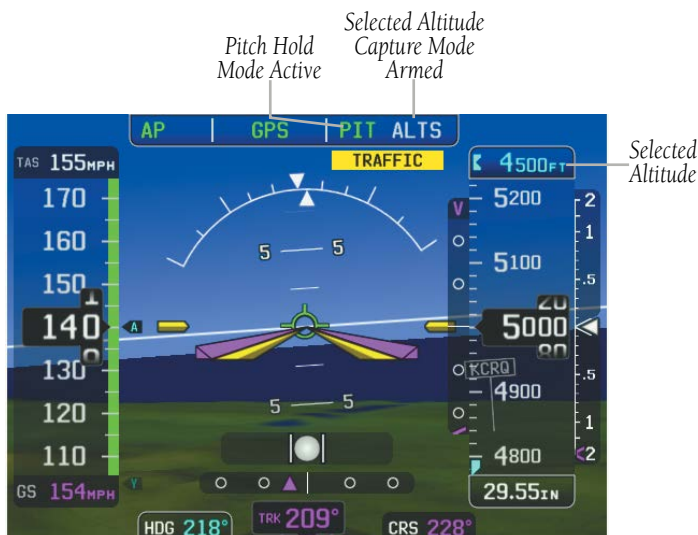 Pitch Hold
Mode Active
Selected Altitude
Capture Mode
Armed
Selected
Altitude
AP GPS PIT ALTS
TRAFFIC
TAS 155MPH
4500FT
170
160
150
140
130
120
110
GS 154MPH
A
Y
5 5
5 5
V
5200
5100
5000
20
80
4900
4800
KCRQ
2
1
.5
.5
1
2
29.55IN
HDG 218°
TRK 209°
CRS 228°